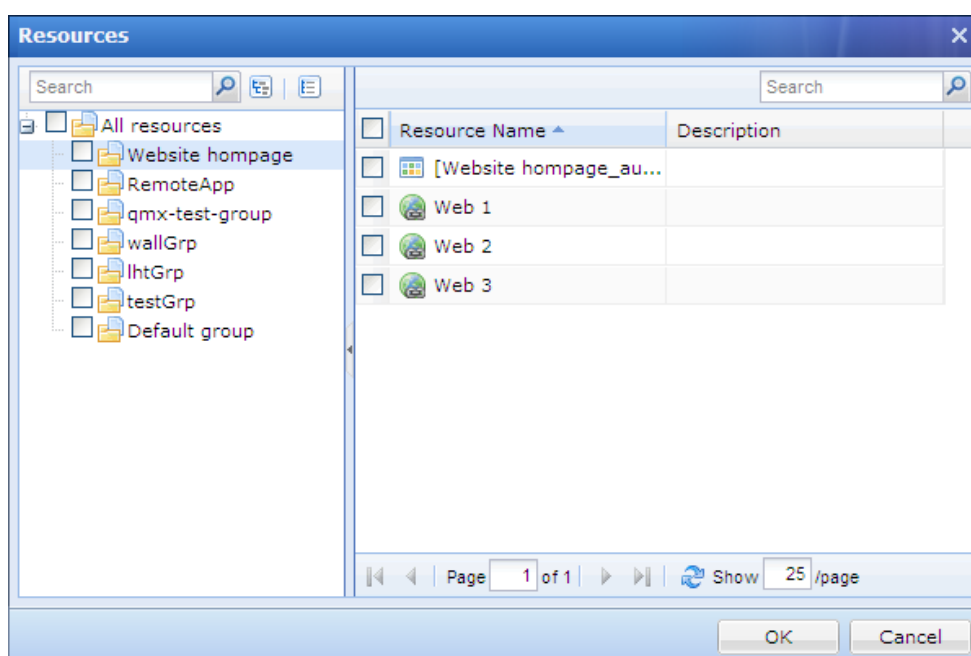 Resources
Search
All resources
Website hompage
RemoteApp
qmx-test-group
wallGrp
lhtGrp
testGrp
Default group
Search
Resource Name Description
[Website hompage_au...
Web 1
Web 2
Web 3
Page 1 of 1 Show 25 /page
OK Cancel